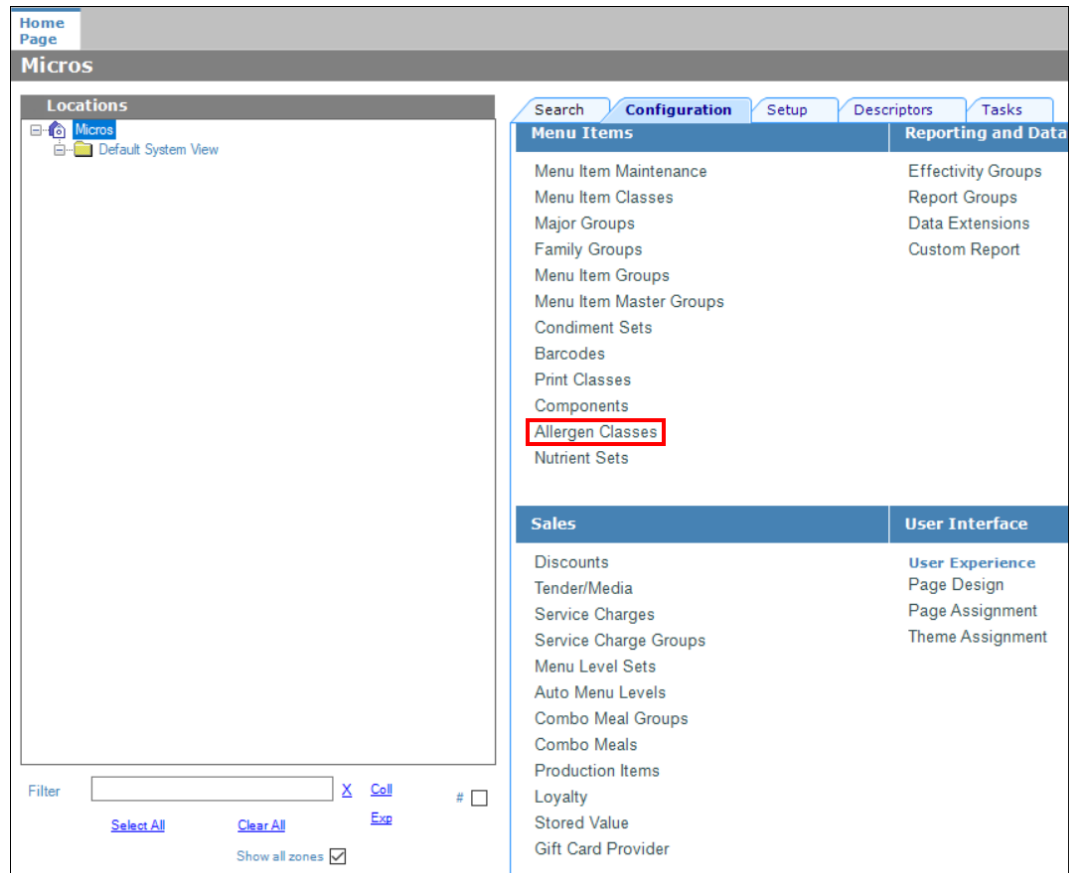 Home
Page
Micros
Locations
Micros
Default System View
Filter
X
Coll
#
Select All
Clear All
Exp
Show all zones
Search
Configuration
Setup
Descriptors
Tasks
Menu Items
Menu Item Maintenance
Menu Item Classes
Major Groups
Family Groups
Menu Item Groups
Menu Item Master Groups
Condiment Sets
Barcodes
Print Classes
Components
Allergen Classes
Nutrient Sets
Reporting and Data
Effectivity Groups
Report Groups
Data Extensions
Custom Report
Sales
Discounts
Tender/Media
Service Charges
Service Charge Groups
Menu Level Sets
Auto Menu Levels
Combo Meal Groups
Combo Meals
Production Items
Loyalty
Stored Value
Gift Card Provider
User Interface
User Experience
Page Design
Page Assignment
Theme Assignment